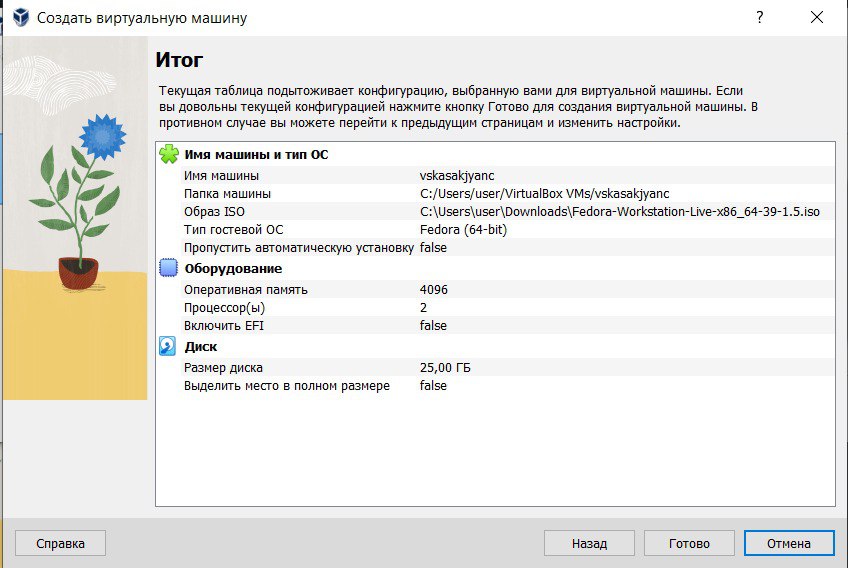 Создать виртуальную машину
?
Итог
Текущая таблица подытоживает конфигурацию, выбранную вами для виртуальной машины. Если
вы довольны текущей конфигурацией нажмите кнопку Готово для создания виртуальной машины. В
противном случае вы можете перейти к предыдущим страницам и изменить настройки.
Имя машины и тип ОС
Имя машины vskasakjyanc
Папка машины C:/Users/user/VirtualBox VMs/vskasakjyanc
Образ ISO C:\Users\user\Downloads\Fedora-Workstation-Live-x86_64-39-1.5.iso
Тип гостевой ОС Fedora (64-bit)
Пропустить автоматическую установку false
Оборудование
Оперативная память 4096
Процессор(ы) 2
Включить EFI false
Диск
Размер диска 25,00 ГБ
Выделить место в полном размере false
Справка Назад Готово Отмена